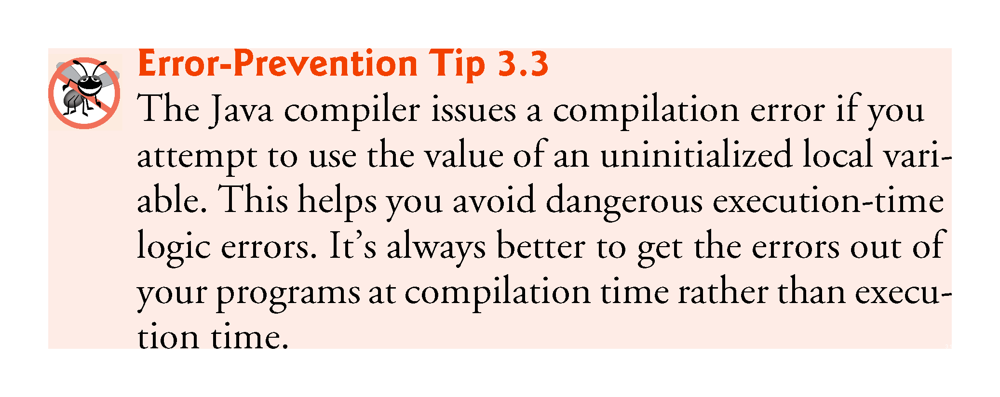 Error-Prevention Tip 3.3
The Java compiler issues a compilation error if you
attempt to use the value of an uninitialized local vari-
able. This helps you avoid dangerous execution-time
logic errors. It’s always better to get the errors out of
your programs at compilation time rather than execu-
tion time.